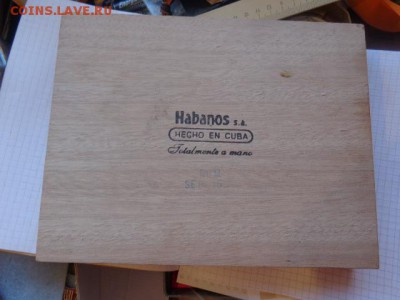 COINS.LAVE.RU
Habanos s.a.
HECHO EN CUBA
Totalmente a mano